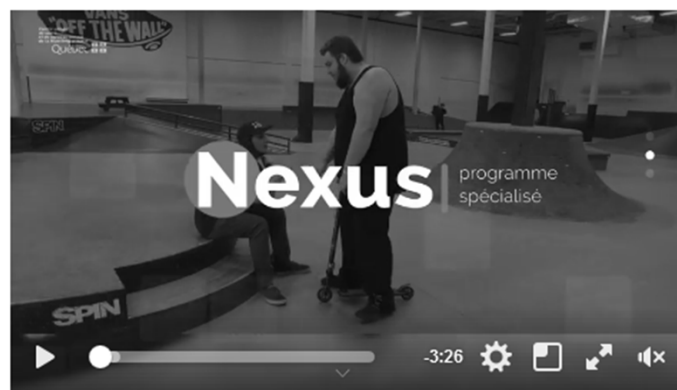 VANS
"OFF THE WALL"
Québec
SPIN
Nexus
programme
spécialisé
SPIN
-3:26